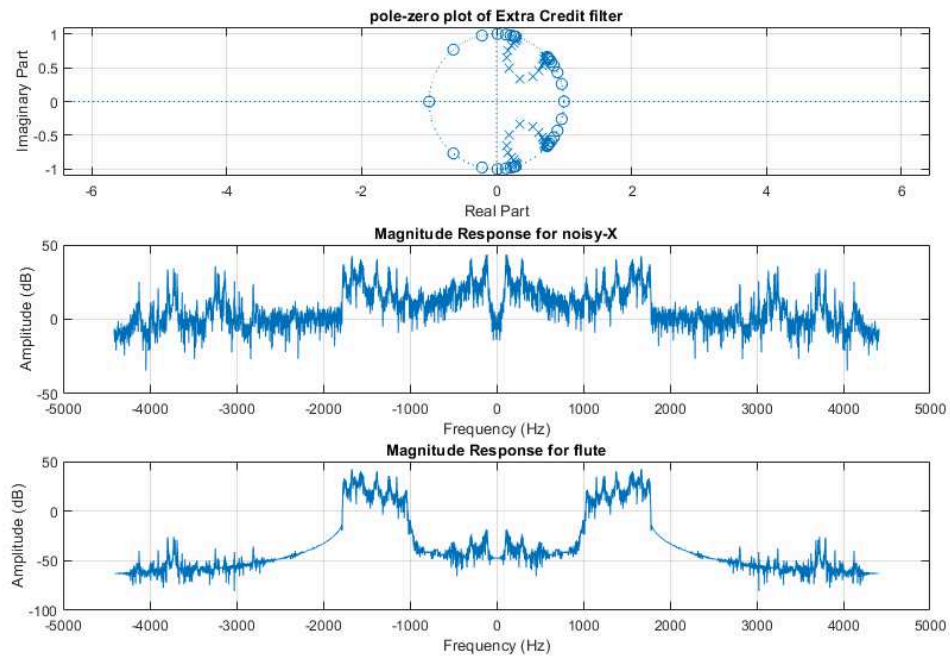 pole-zero plot of Extra Credit filter
1
0.5
0
-0.5
-1
Imaginary Part
-6 -4 -2 0 2 4 6
Real Part
Magnitude Response for noisy-X
50
0
-50
Amplitude (dB)
-5000 -4000 -3000 -2000 -1000 0 1000 2000 3000 4000 5000
Frequency (Hz)
Magnitude Response for flute
50
0
-50
-100
Amplitude (dB)
-5000 -4000 -3000 -2000 -1000 0 1000 2000 3000 4000 5000
Frequency (Hz)